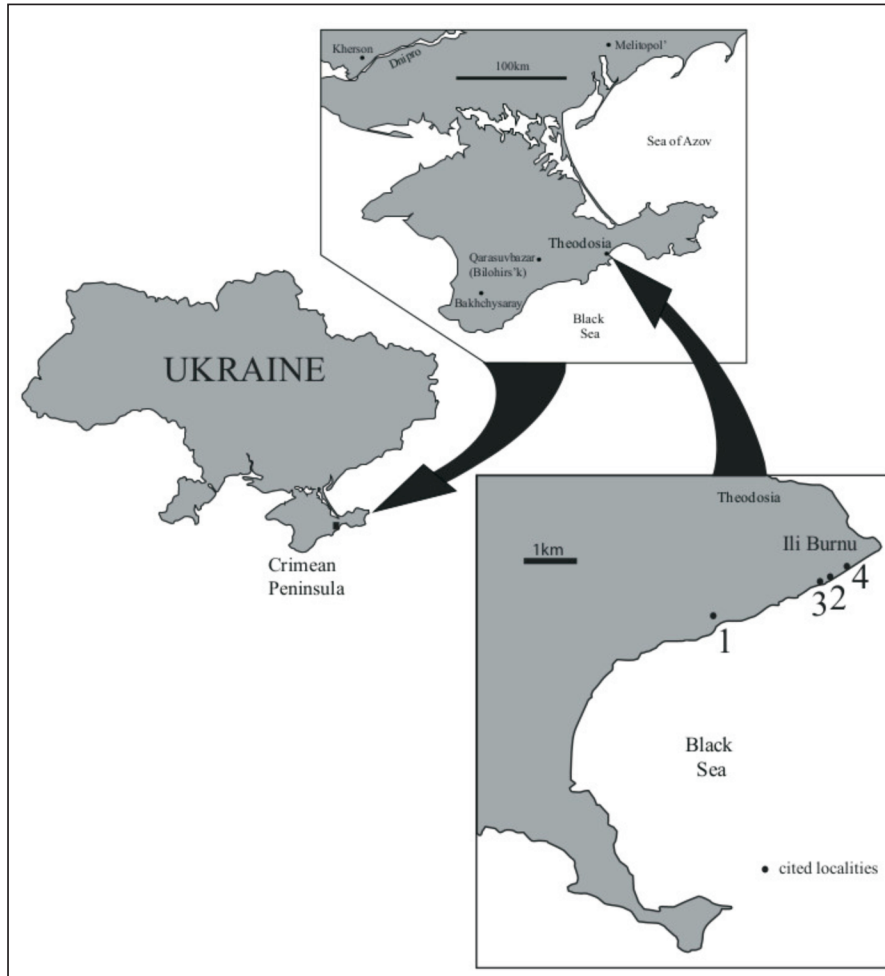 Kherson
Dnipro
Melitopol’
100km
Sea of Azov
Theodosia
Qarasuvbazar
(Bilohirs’k)
Bakhchysaray
Black
Sea
UKRAINE
Crimean
Peninsula
Theodosia
Ili Burnu
1km
4
2
3
1
Black
Sea
cited localities